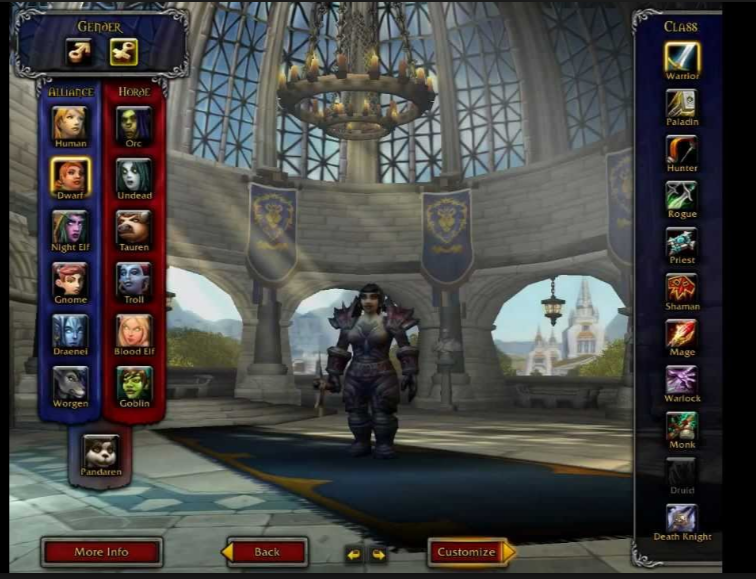 Gender
Alliance
Horde
Human
Orc
Dwarf
Undead
Night Elf
Tauren
Gnome
Troll
Draenei
Blood Elf
Worgen
Goblin
Pandaren
More Info
Back
Customize
Class
Warrior
Paladin
Hunter
Rogue
Priest
Shaman
Mage
Warlock
Monk
Druid
Death Knight